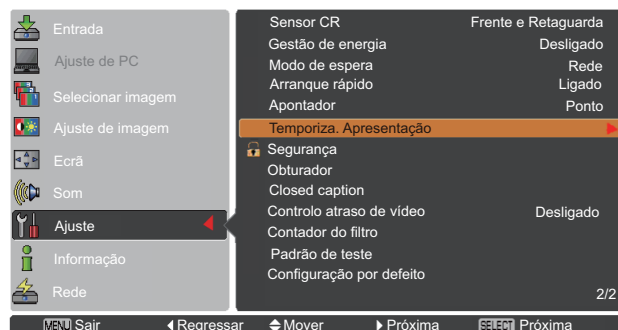 Entrada
Ajuste de PC
Selecionar imagem
Ajuste de imagem
Ecrã
Som
Ajuste
Informação
Rede
Sensor CR Frente e Retaguarda
Gestão de energia Desligado
Modo de espera Rede
Arranque rápido Ligado
Apontador Ponto
Temporiza. Apresentação
Segurança
Obturador
Closed caption
Controlo atraso de vídeo Desligado
Contador do filtro
Padrão de teste
Configuração por defeito
2/2
MENU Sair Regressar Mover Próxima SELECT Próxima